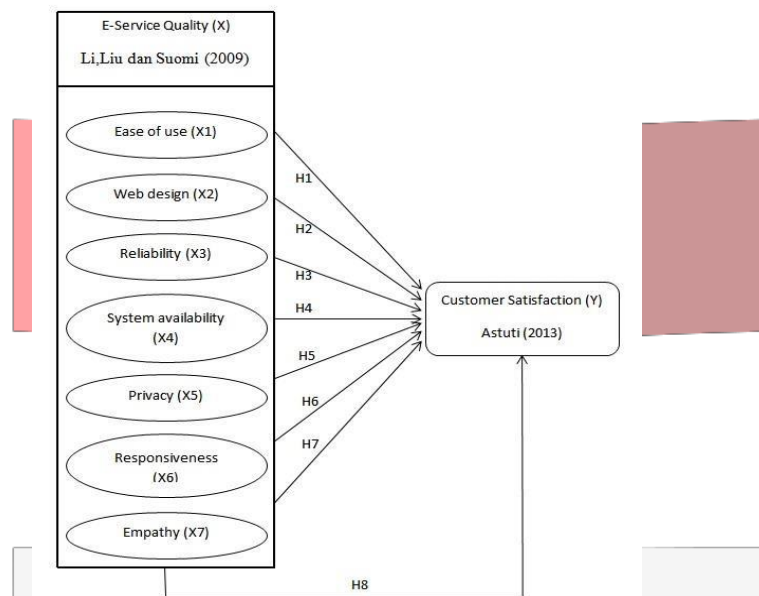 E-Service Quality (X)
Li,Liu dan Suomi (2009)
Ease of use (X1)
Web design (X2)
Reliability (X3)
System availability
(X4)
Privacy (X5)
Responsiveness
(X6)
Empathy (X7)
H1
H2
H3
H4
H5
H6
H7
H8
Customer Satisfaction (Y)
Astuti (2013)